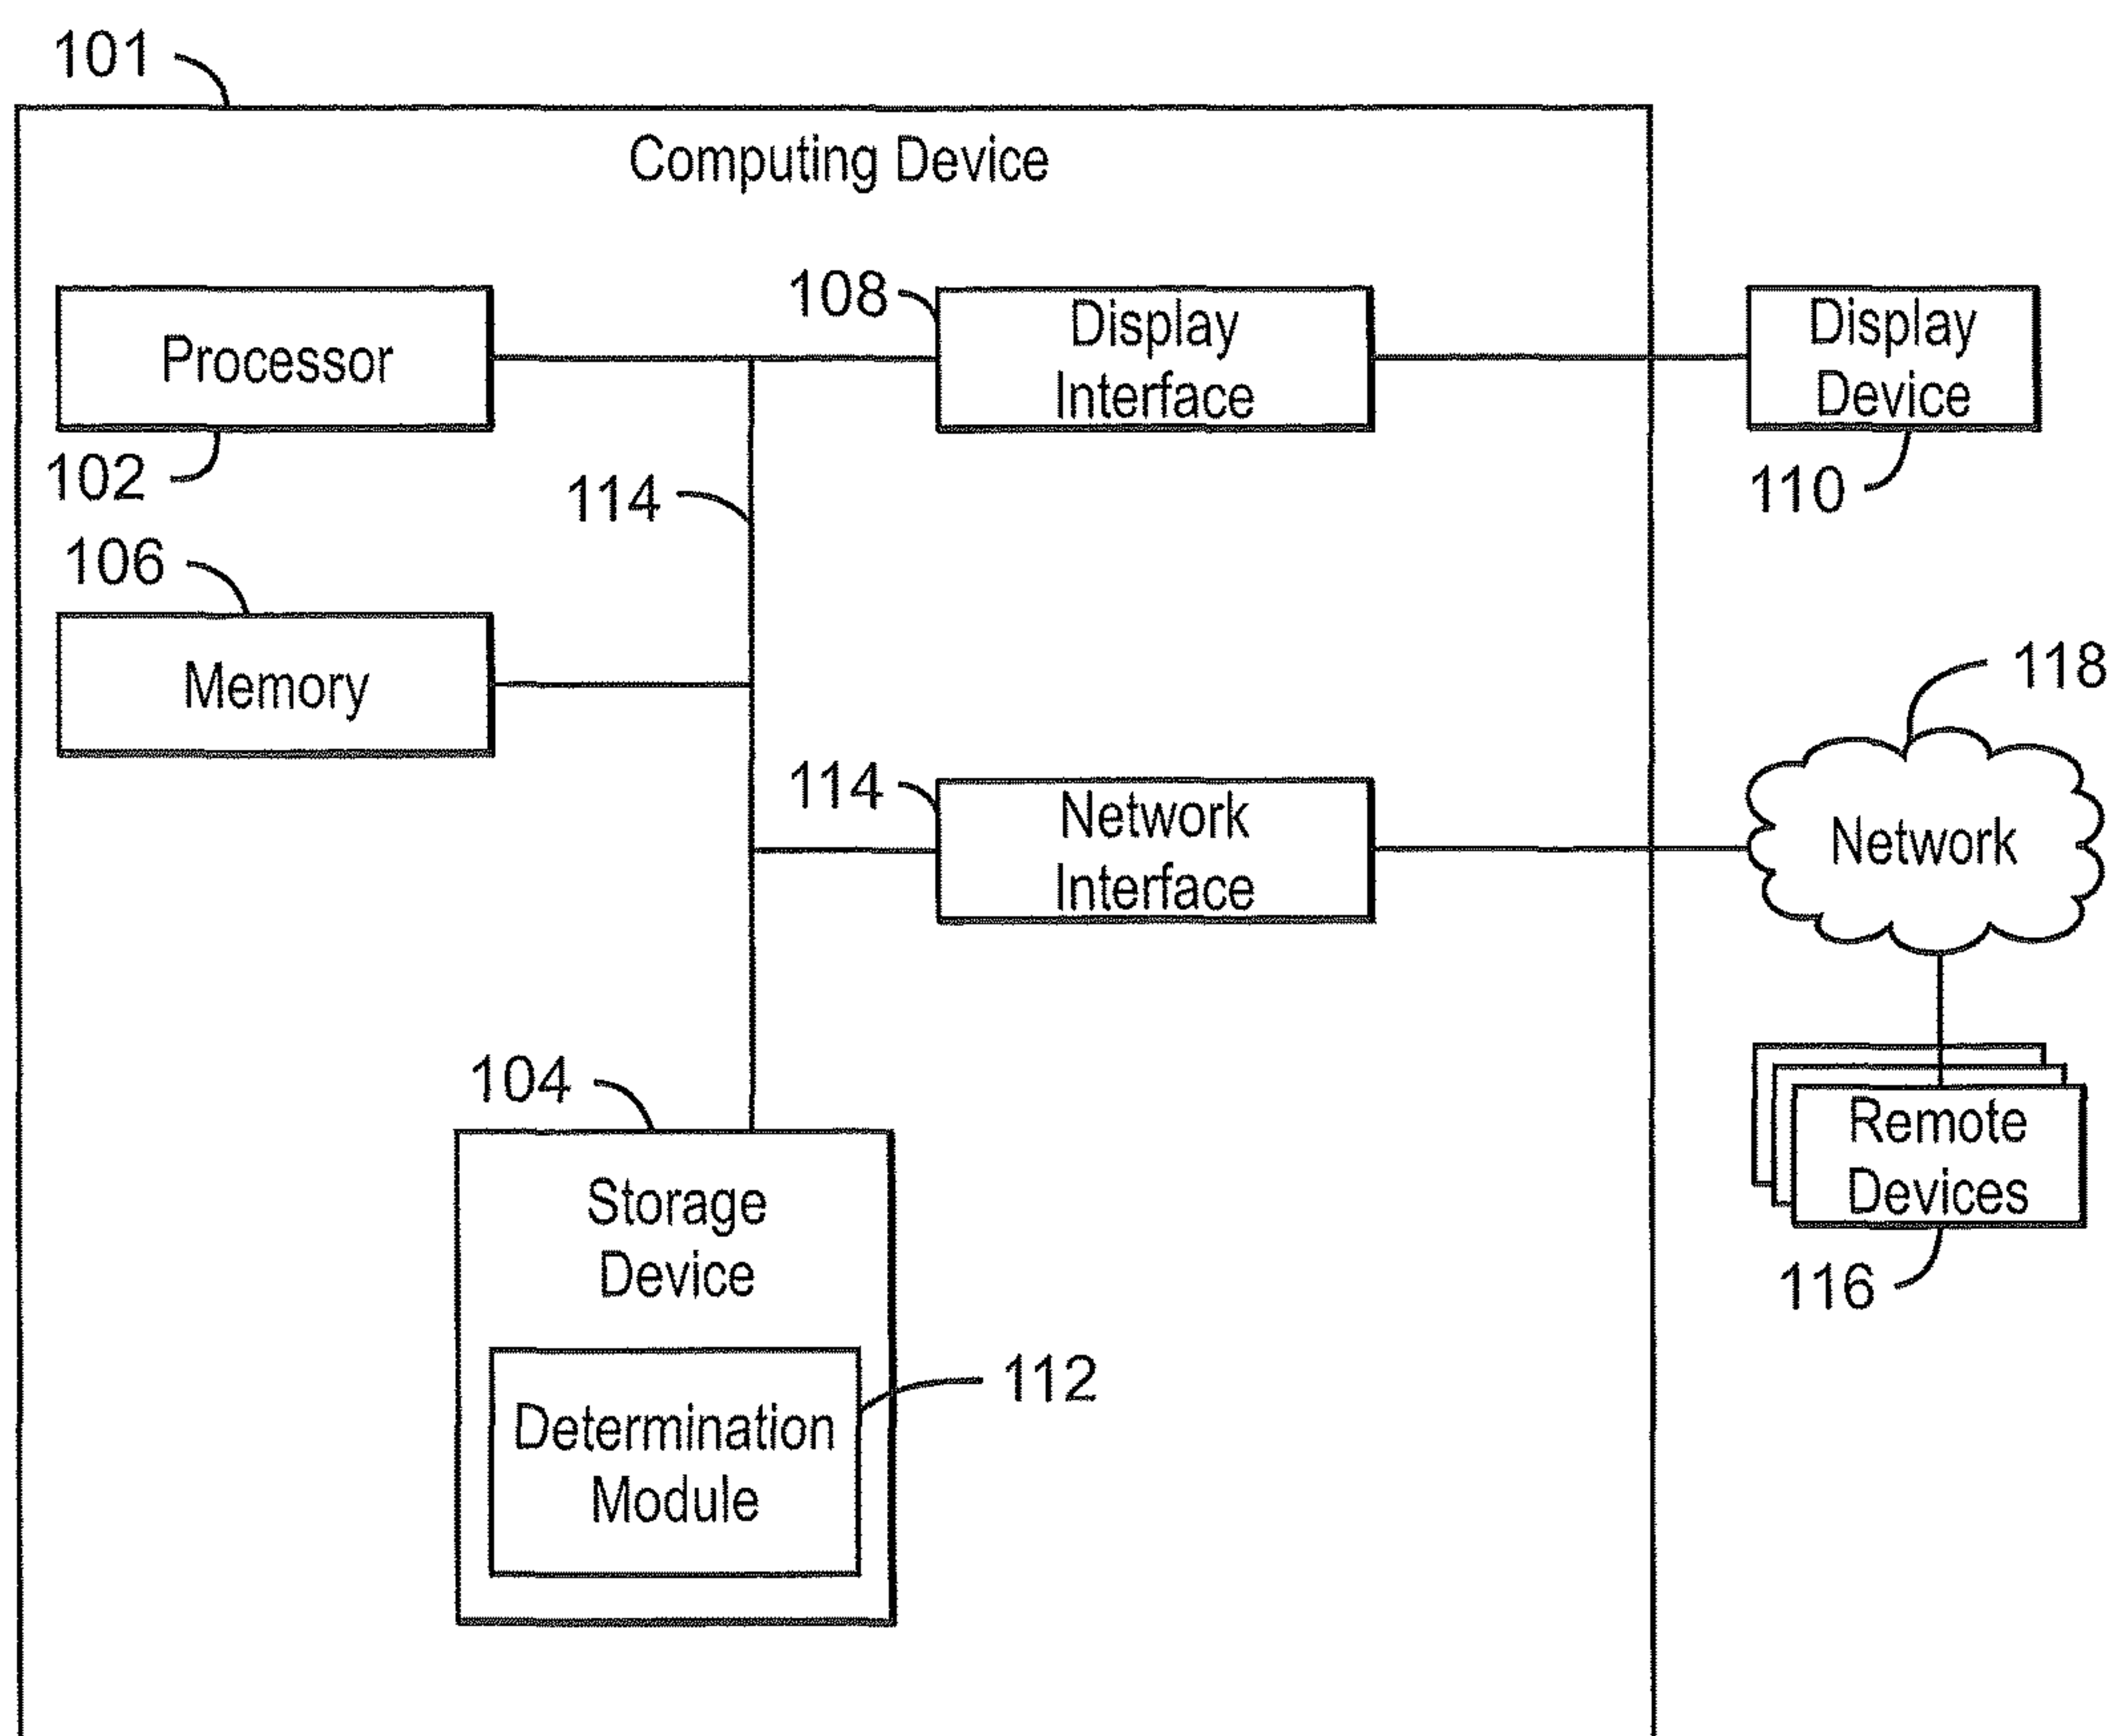 101
Computing Device
Processor
102
108
Display
Interface
Display
Device
110
114
106
Memory
118
114
Network
Interface
Network
104
Storage
Device
Remote
Devices
116
Determination
Module
112